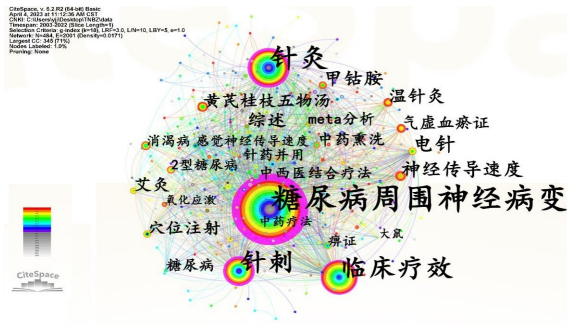 CiteSpace, v. 6.2.R2 (64-bit) Basic
April 4, 2023 at 11:12:36 AM CST
CNKI: C:\Users\yj\Desktop\TNBZ\data
Timespan: 2003-2022 (Slice Length=1)
Selection Criteria: g-index (k=18), LRF=3.0, L/N=10, LBY=5, e=1.0
Network: N=484, E=2001 (Density=0.0171)
Largest CC: 345 (71%)
Nodes Labeled: 1.0%
Pruning: None
针灸
甲钴胺
黄芪桂枝五物汤
温针灸
综述
meta分析
气虚血瘀证
消渴病
感觉神经传导速度
中药熏洗
电针
针药并用
2型糖尿病
中西医结合疗法
神经传导速度
艾灸
氧化应激
糖尿病周围神经病变
中药疗法
穴位注射
痹证
大鼠
糖尿病
针刺
临床疗效
CiteSpace